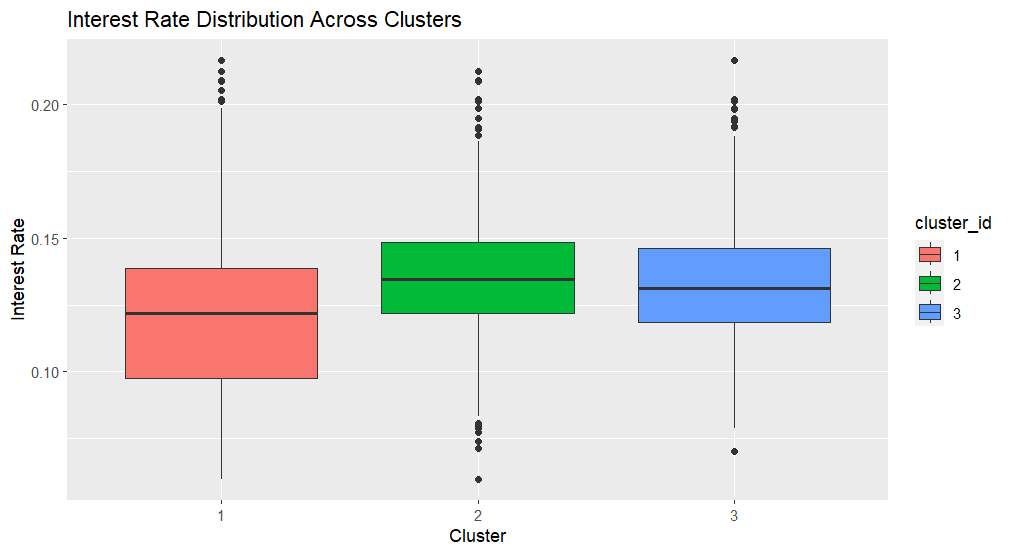 Interest Rate Distribution Across Clusters
0.20
0.15
0.10
Interest Rate
1
2
3
Cluster
cluster_id
1
2
3